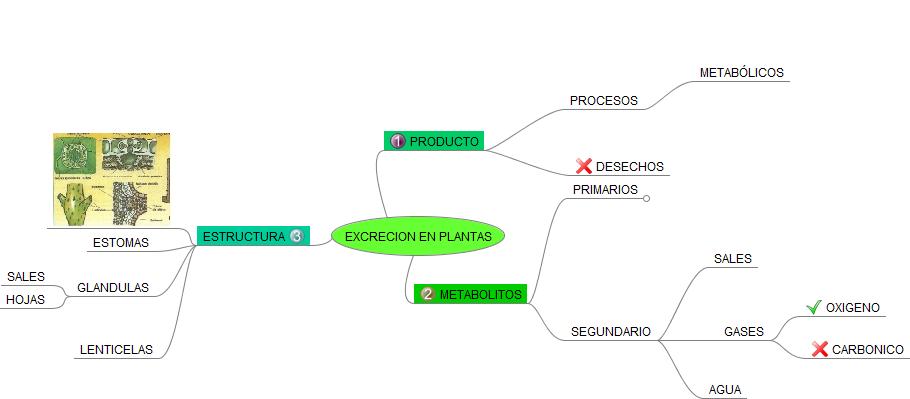 METABÓLICOS
PROCESOS
1 PRODUCTO
DESECHOS
PRIMARIOS
ESTRUCTURA 3
EXCRECION EN PLANTAS
ESTOMAS
SALES
SALES
GLANDULAS
HOJAS
2 METABOLITOS
OXIGENO
SEGUNDARIO
GASES
LENTICELAS
CARBONICO
AGUA